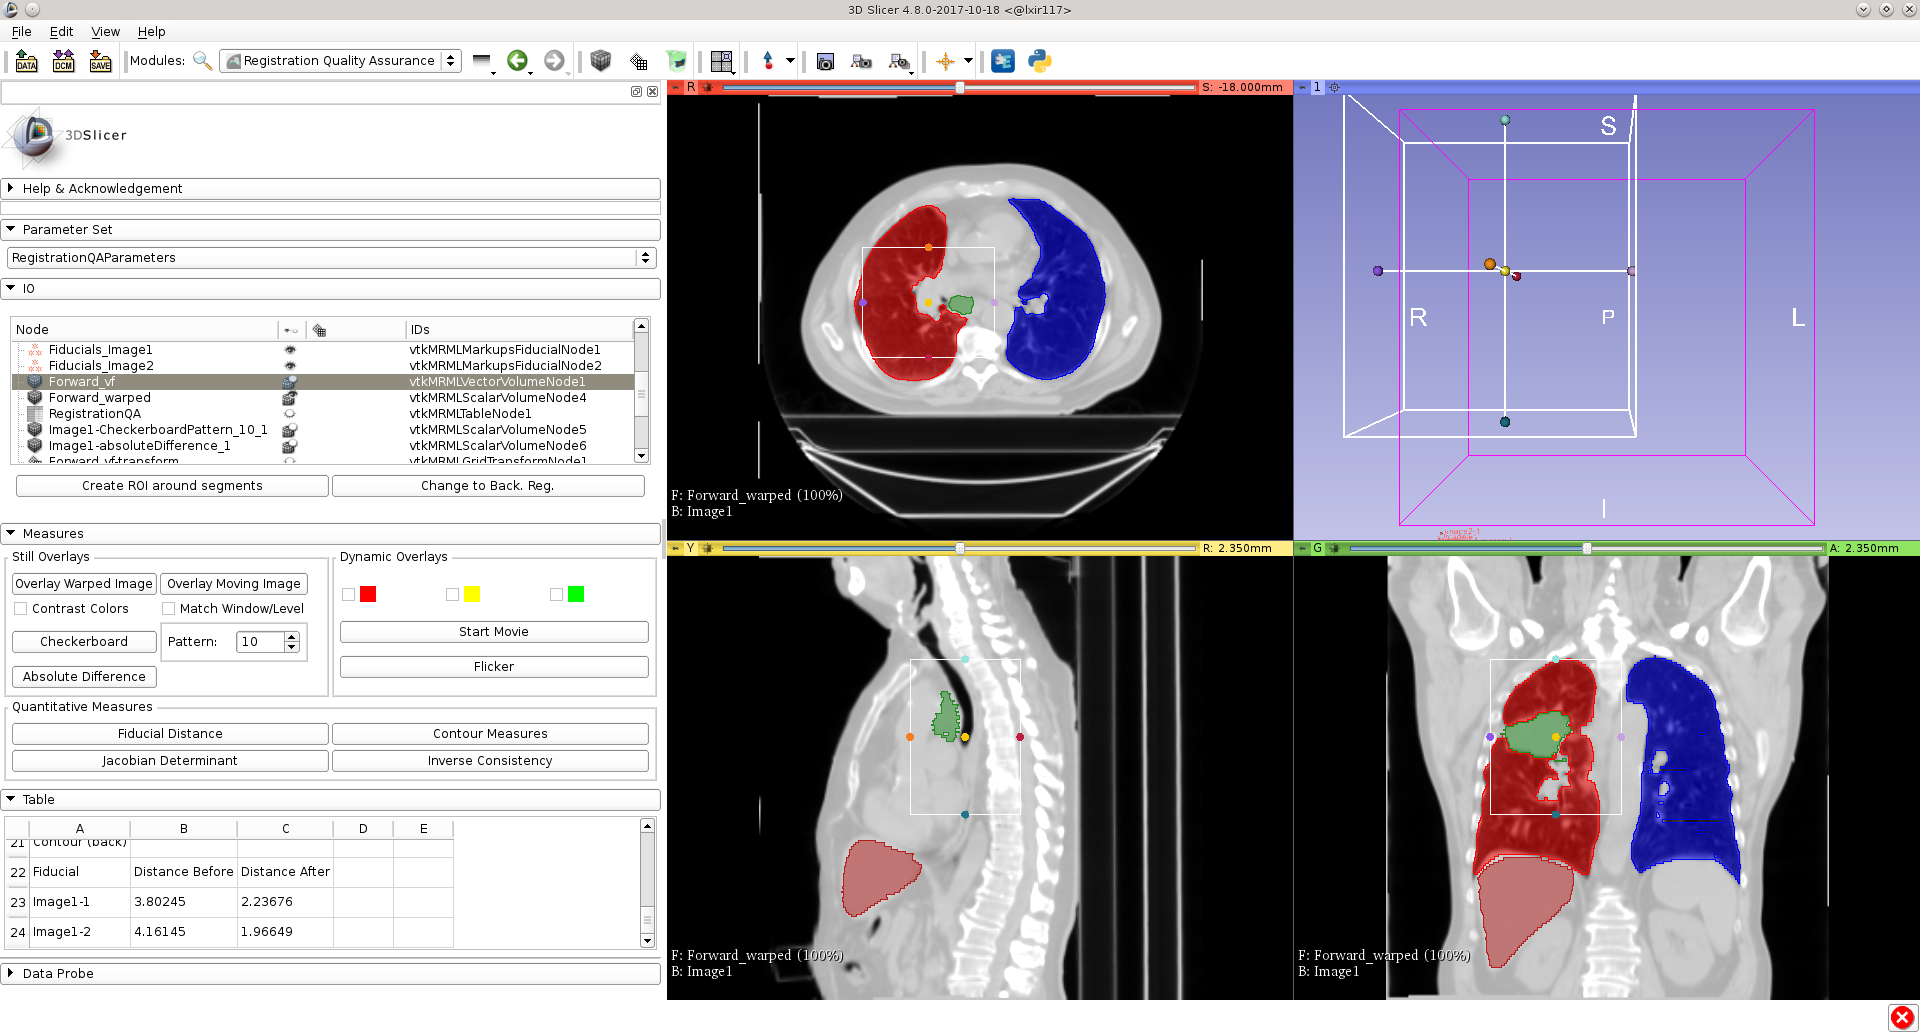 3D Slicer 4.8.0-2017-10-18 <@lxir117>
File Edit View Help
DATA DCM SAVE Modules: Registration Quality Assurance
3DSlicer
Help & Acknowledgement
Parameter Set
RegistrationQAParameters
IO
Node IDs
Fiducials_Image1 vtkMRMLMarkupsFiducialNode1
Fiducials_Image2 vtkMRMLMarkupsFiducialNode2
Forward_vf vtkMRMLVectorVolumeNode1
Forward_warped vtkMRMLScalarVolumeNode4
RegistrationQA vtkMRMLTableNode1
Image1-CheckerboardPattern_10_1 vtkMRMLScalarVolumeNode5
Image1-absoluteDifference_1 vtkMRMLScalarVolumeNode6
Forward_vf-transform vtkMRMLGridTransformNode1
Create ROI around segments Change to Back. Reg.
Measures
Still Overlays Dynamic Overlays
Overlay Warped Image Overlay Moving Image
Contrast Colors Match Window/Level
Checkerboard Pattern: 10
Start Movie
Flicker
Absolute Difference
Quantitative Measures
Fiducial Distance Contour Measures
Jacobian Determinant Inverse Consistency
Table
A B C D E
21 Contour (back)
22 Fiducial Distance Before Distance After
23 Image1-1 3.80245 2.23676
24 Image1-2 4.16145 1.96649
Data Probe
R S: -18.000mm
F: Forward_warped (100%)
B: Image1
1
S
R P L
I
Y R: 2.350mm
F: Forward_warped (100%)
B: Image1
G A: 2.350mm
F: Forward_warped (100%)
B: Image1